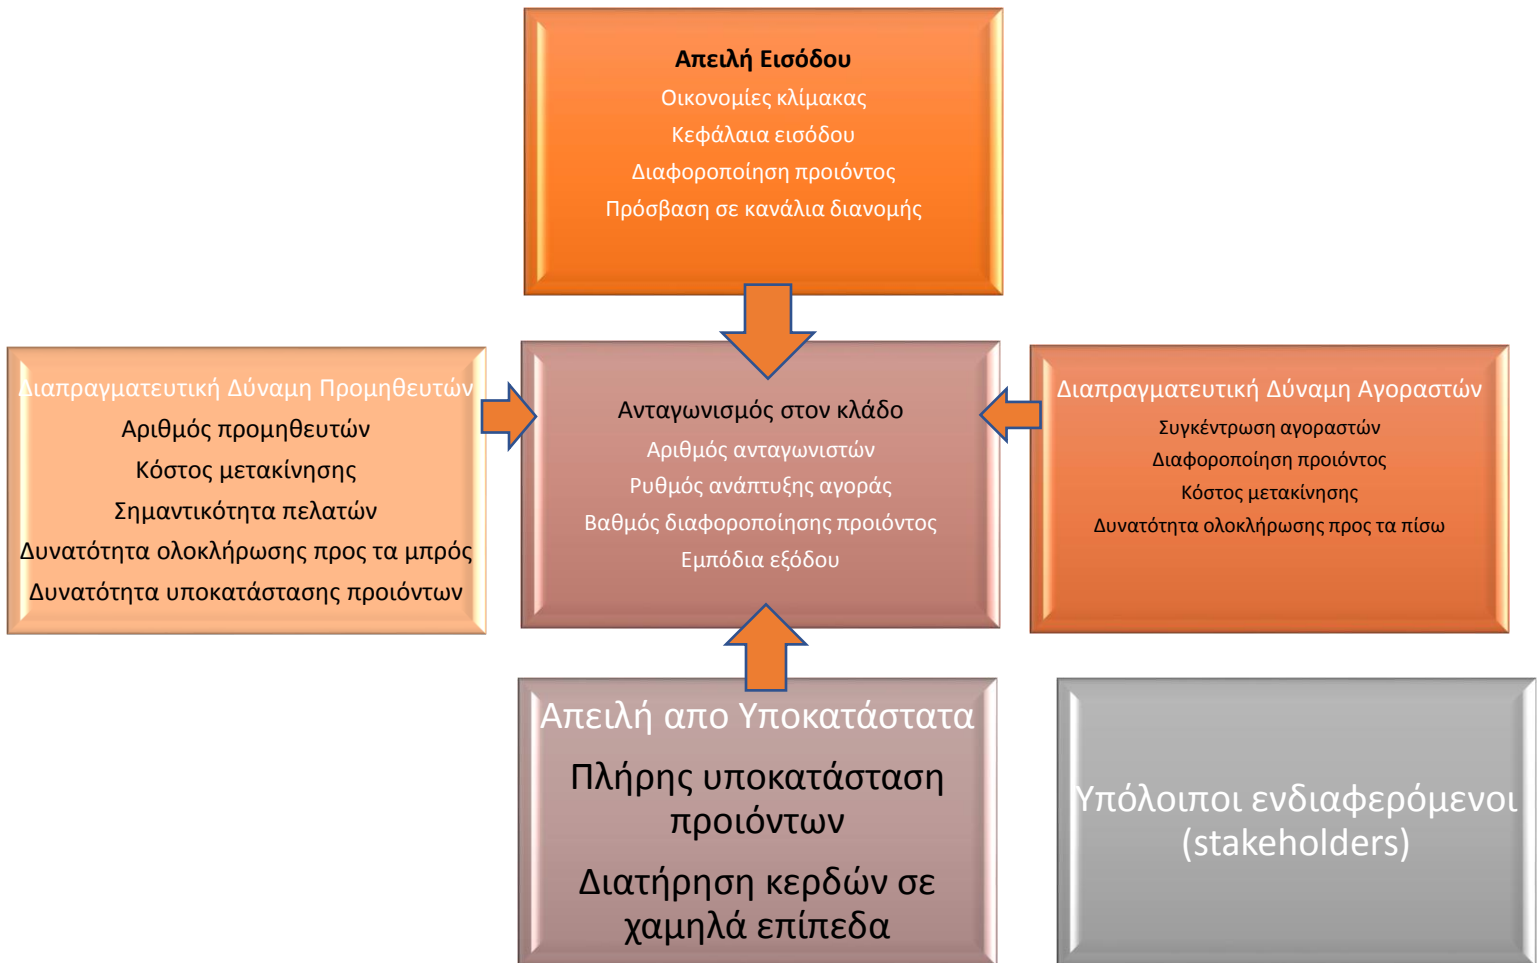 Απειλή Εισόδου
Οικονομίες κλίμακας
Κεφάλαια εισόδου
Διαφοροποίηση προιόντος
Πρόσβαση σε κανάλια διανομής
Διαπραγματευτική Δύναμη Προμηθευτών
Αριθμός προμηθευτών
Κόστος μετακίνησης
Σημαντικότητα πελατών
Δυνατότητα ολοκλήρωσης προς τα μπρός
Δυνατότητα υποκατάστασης προιόντων
Ανταγωνισμός στον κλάδο
Αριθμός ανταγωνιστών
Ρυθμός ανάπτυξης αγοράς
Βαθμός διαφοροποίησης προιόντος
Εμπόδια εξόδου
Διαπραγματευτική Δύναμη Αγοραστών
Συγκέντρωση αγοραστών
Διαφοροποίηση προιόντος
Κόστος μετακίνησης
Δυνατότητα ολοκλήρωσης προς τα πίσω
Απειλή απο Υποκατάστατα
Πλήρης υποκατάσταση
προιόντων
Διατήρηση κερδών σε
χαμηλά επίπεδα
Υπόλοιποι ενδιαφερόμενοι
(stakeholders)